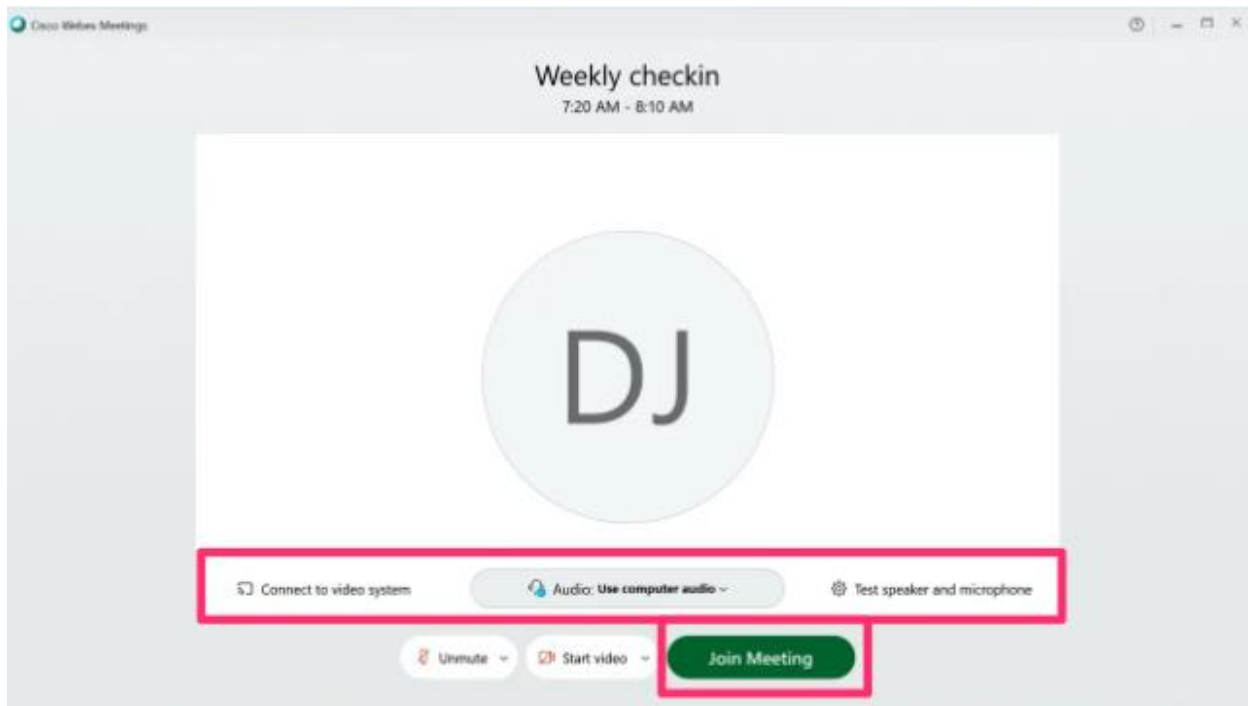 Cisco Webex Meetings
Weekly checkin
7:20 AM - 8:10 AM
DJ
Connect to video system
Audio: Use computer audio
Test speaker and microphone
Unmute
Start video
Join Meeting